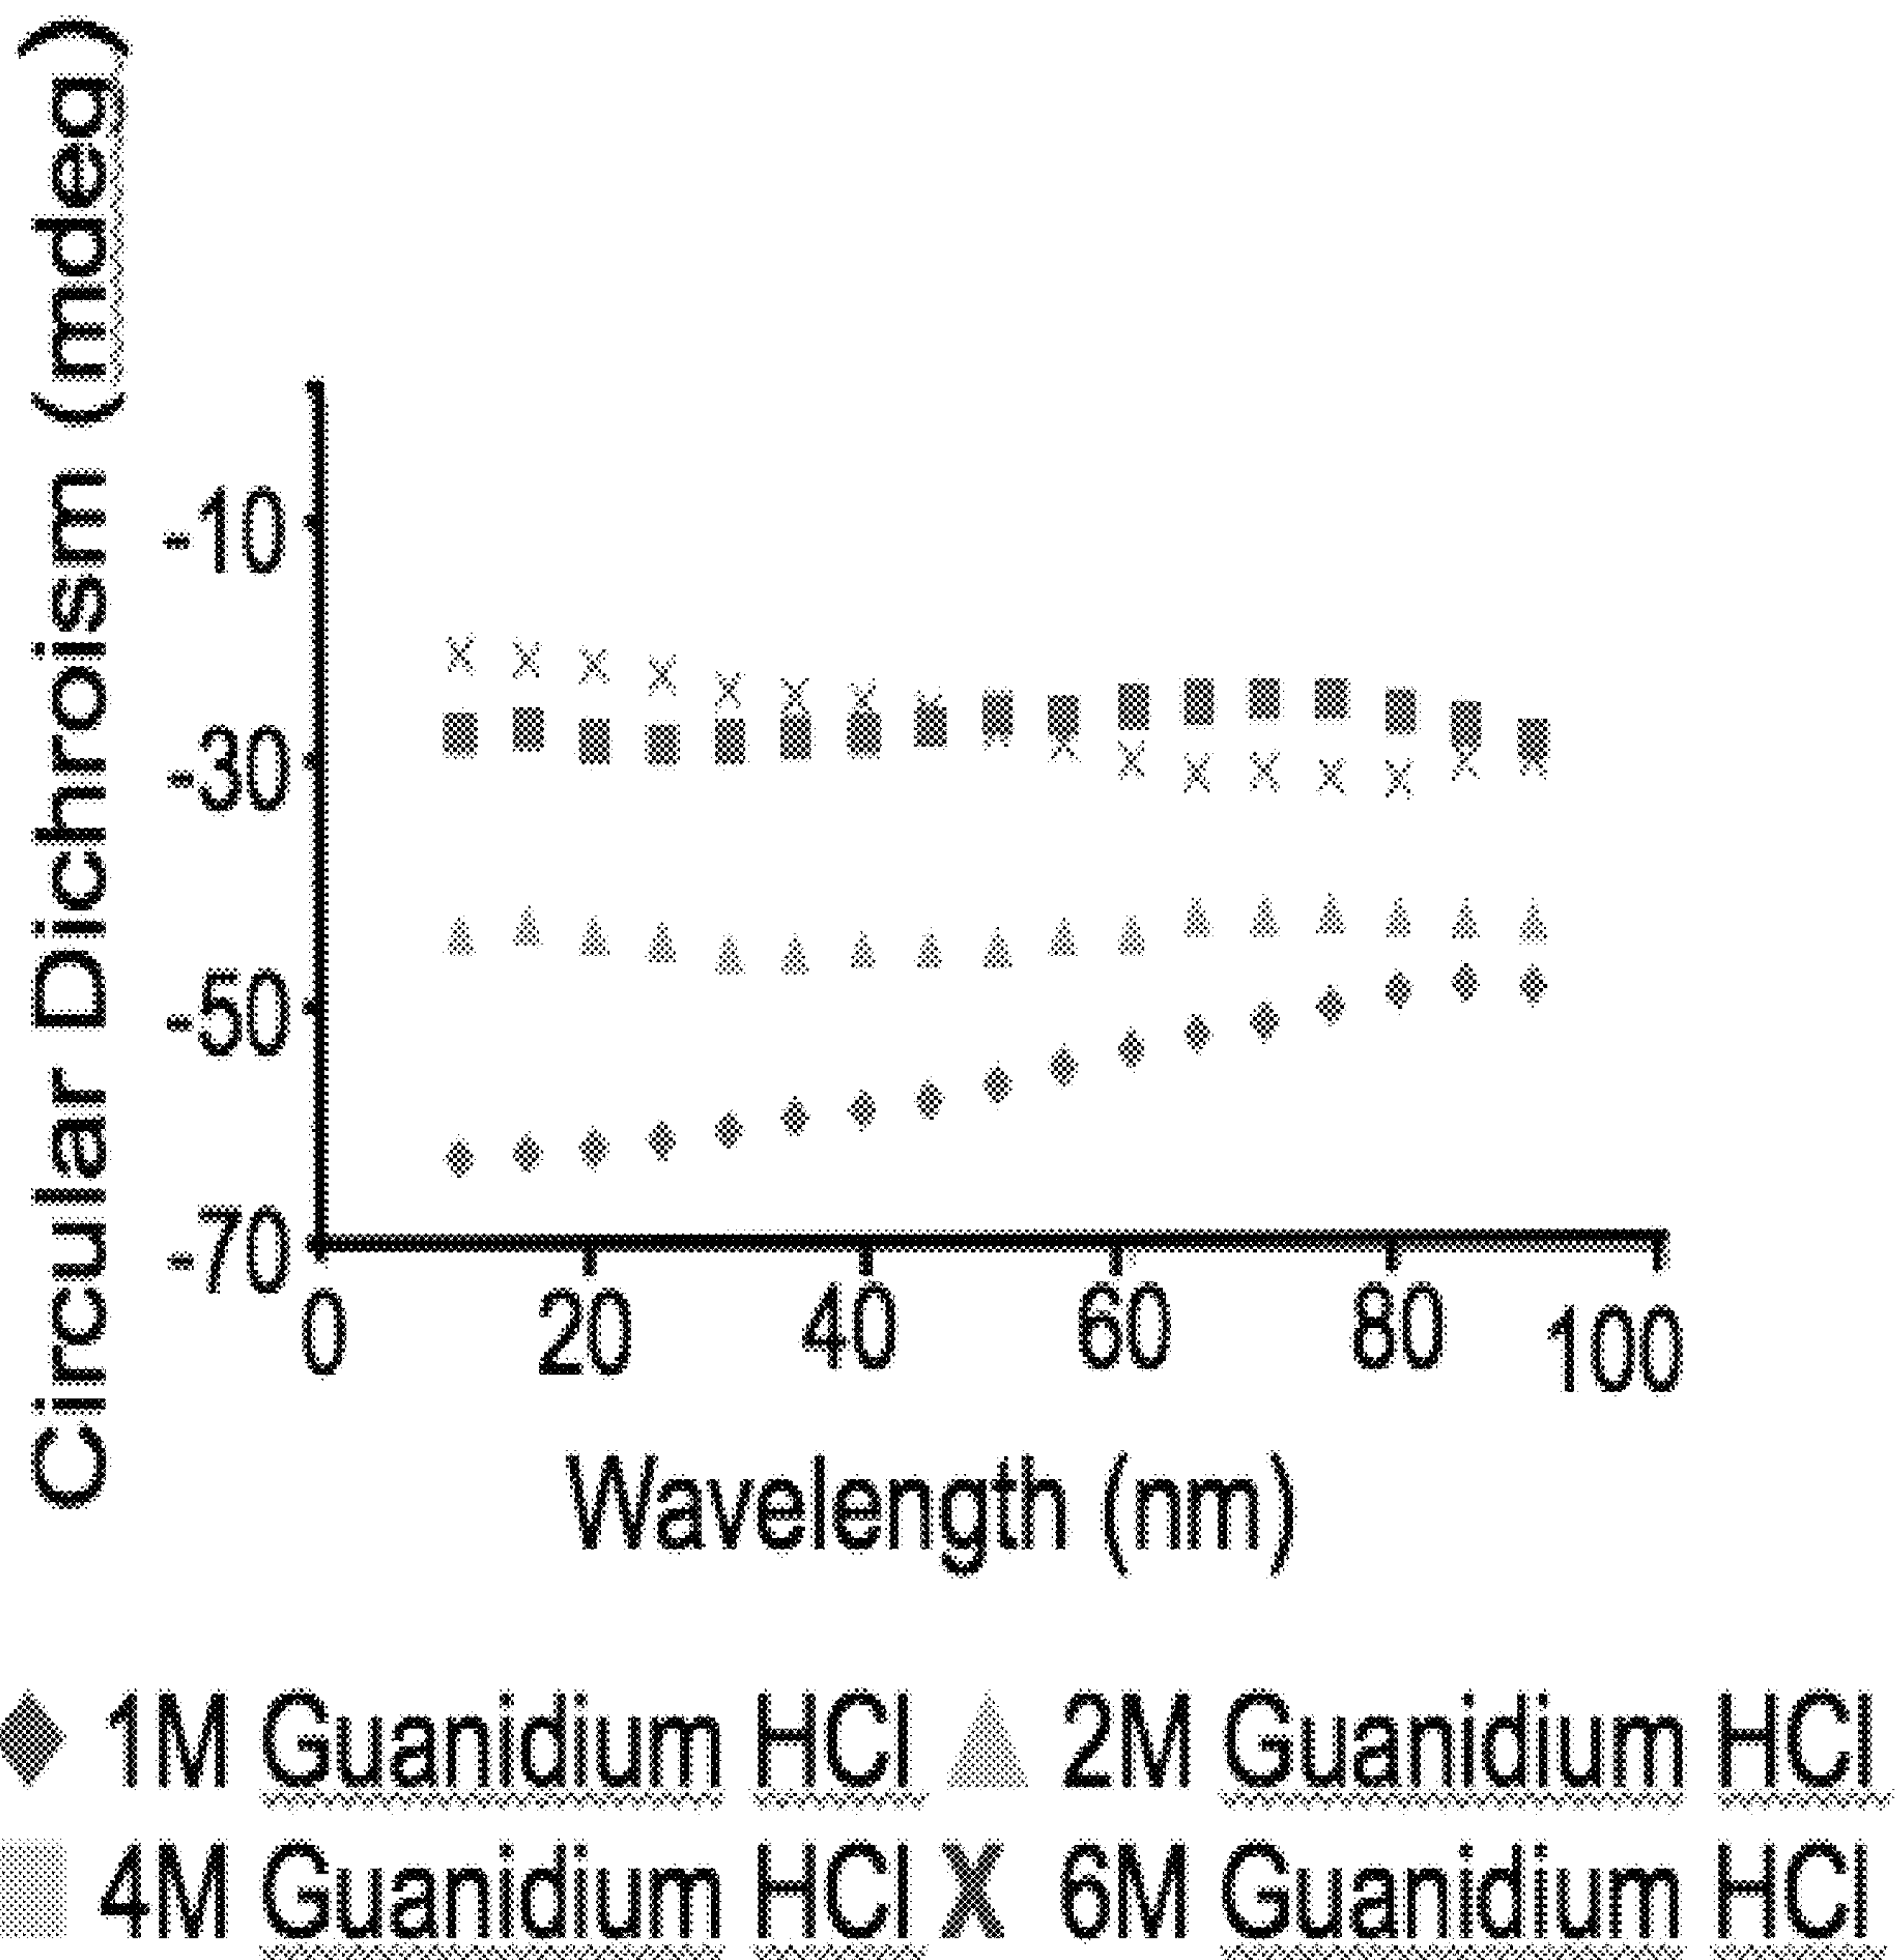 Circular Dichroism (mdeg)
-10
-30
-50
-70
0 20 40 60 80 100
Wavelength (nm)
1M Guanidium HCl 2M Guanidium HCl
4M Guanidium HCl X 6M Guanidium HCl